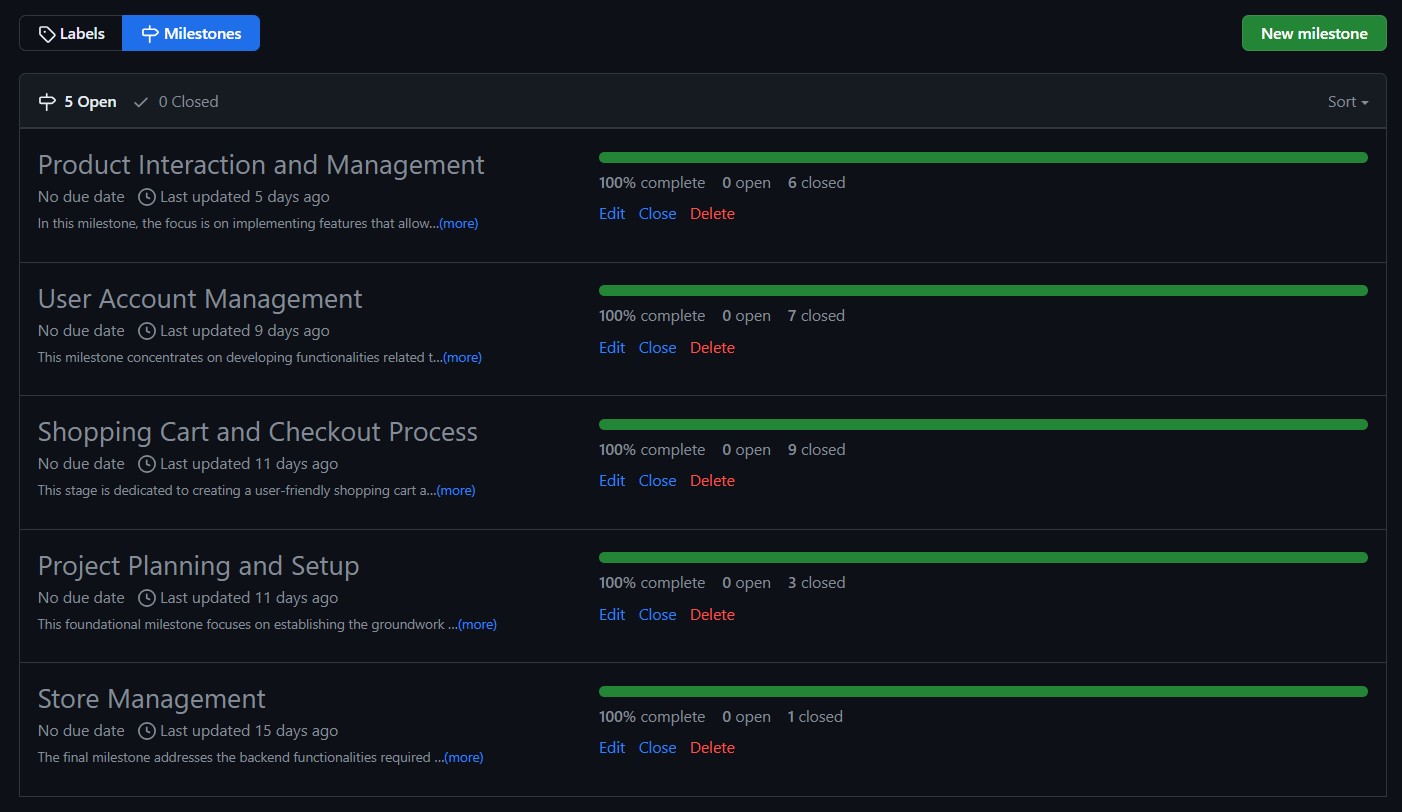 Labels Milestones New milestone
5 Open 0 Closed Sort
Product Interaction and Management
No due date Last updated 5 days ago
In this milestone, the focus is on implementing features that allow...(more)
100% complete 0 open 6 closed
Edit Close Delete
User Account Management
No due date Last updated 9 days ago
This milestone concentrates on developing functionalities related t...(more)
100% complete 0 open 7 closed
Edit Close Delete
Shopping Cart and Checkout Process
No due date Last updated 11 days ago
This stage is dedicated to creating a user-friendly shopping cart a...(more)
100% complete 0 open 9 closed
Edit Close Delete
Project Planning and Setup
No due date Last updated 11 days ago
This foundational milestone focuses on establishing the groundwork ...(more)
100% complete 0 open 3 closed
Edit Close Delete
Store Management
No due date Last updated 15 days ago
The final milestone addresses the backend functionalities required ...(more)
100% complete 0 open 1 closed
Edit Close Delete